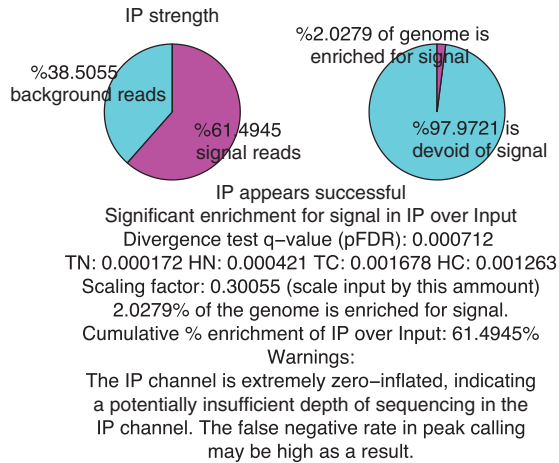 IP strength
%38.5055
background reads
%61.4945
signal reads
%2.0279 of genome is
enriched for signal
%97.9721 is
devoid of signal
IP appears successful
Significant enrichment for signal in IP over Input
Divergence test q−value (pFDR): 0.000712
TN: 0.000172 HN: 0.000421 TC: 0.001678 HC: 0.001263
Scaling factor: 0.30055 (scale input by this ammount)
2.0279% of the genome is enriched for signal.
Cumulative % enrichment of IP over Input: 61.4945%
Warnings:
The IP channel is extremely zero−inflated, indicating
a potentially insufficient depth of sequencing in the
IP channel. The false negative rate in peak calling
may be high as a result.